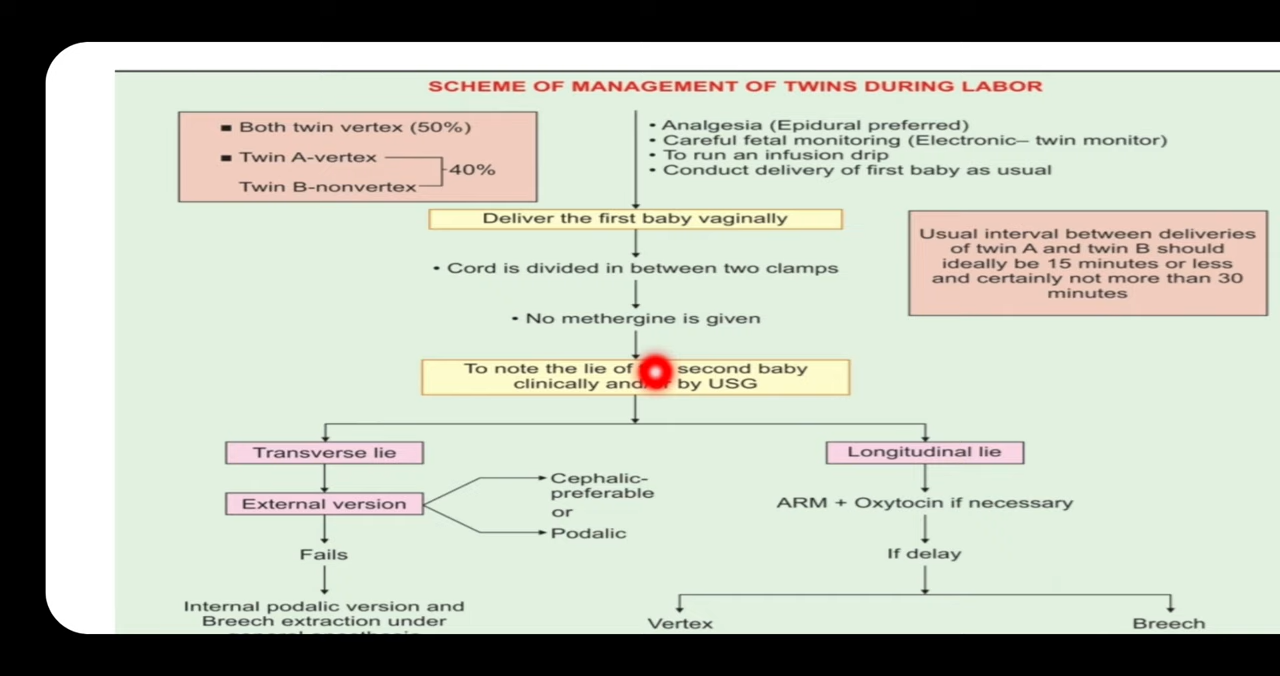 SCHEME OF MANAGEMENT OF TWINS DURING LABOR
■ Both twin vertex (50%)
■ Twin A-vertex
Twin B-nonvertex
40%
• Analgesia (Epidural preferred)
• Careful fetal monitoring (Electronic– twin monitor)
• To run an infusion drip
• Conduct delivery of first baby as usual
Deliver the first baby vaginally
Usual interval between deliveries
of twin A and twin B should
ideally be 15 minutes or less
and certainly not more than 30
minutes
• Cord is divided in between two clamps
• No methergine is given
To note the lie of second baby
clinically by USG
Transverse lie
Longitudinal lie
External version
Cephalic-
preferable
or
Podalic
ARM + Oxytocin if necessary
Fails
If delay
Internal podalic version and
Breech extraction under
Vertex
Breech